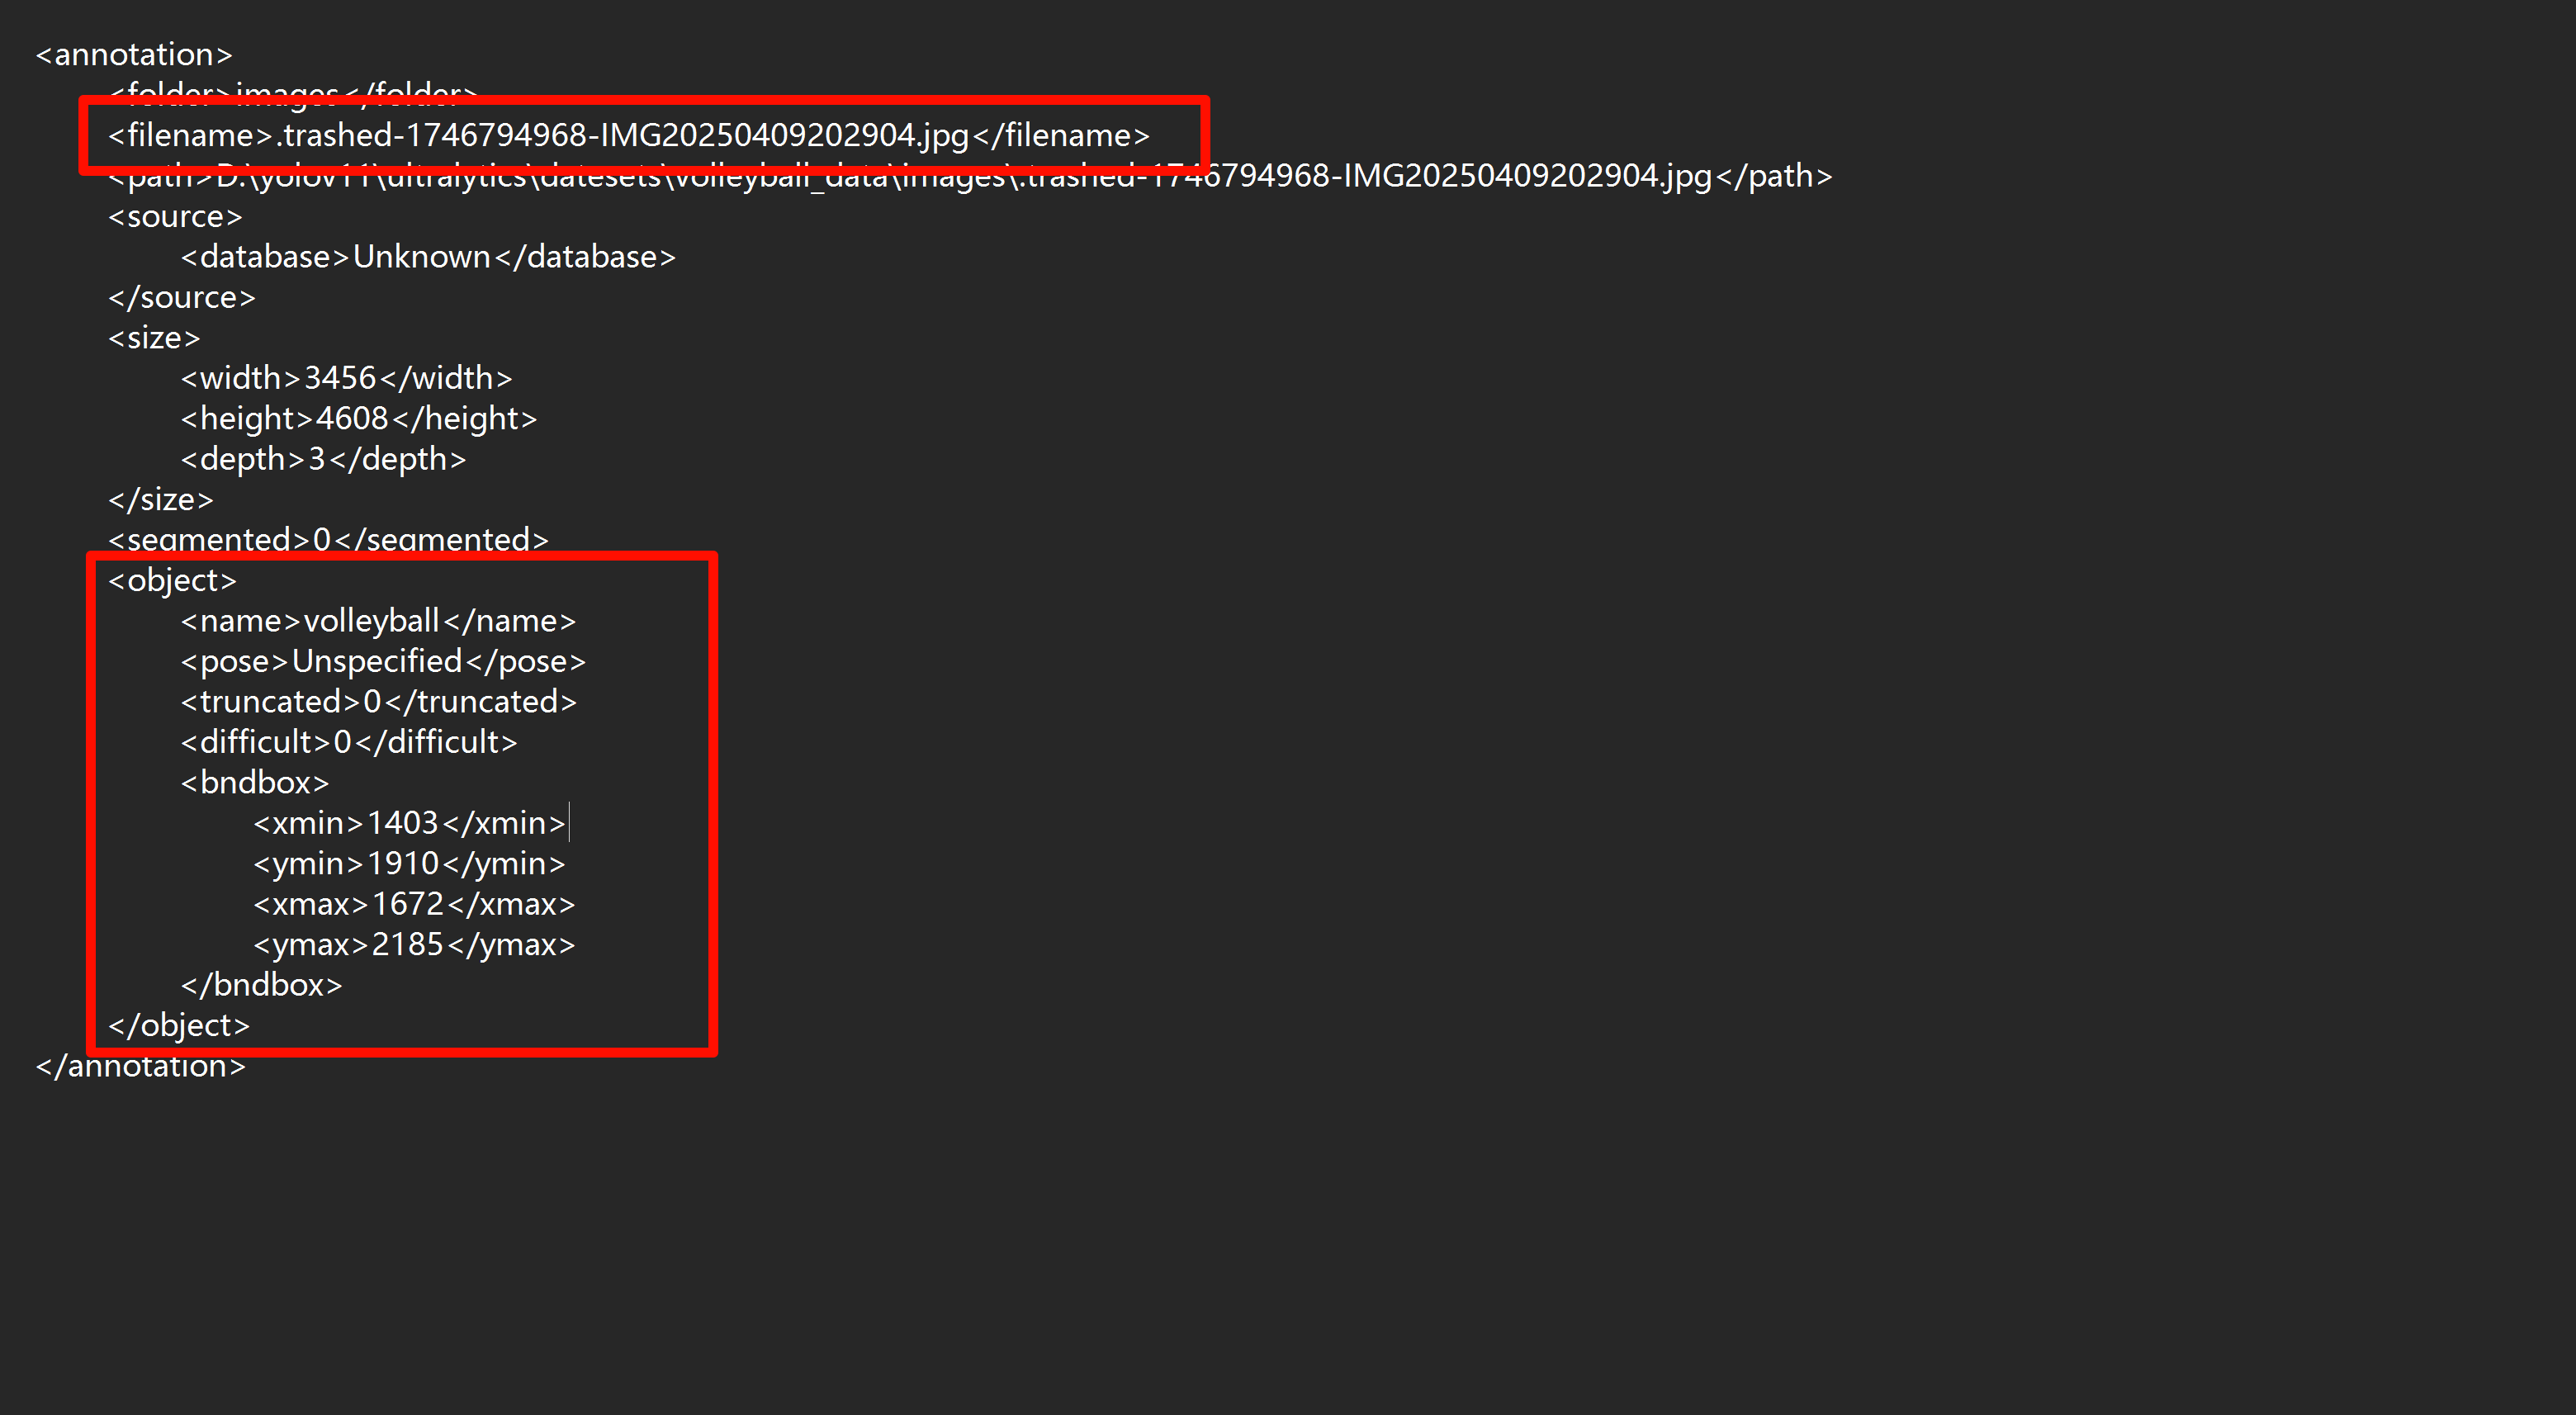 <annotation>
<folder>images</folder>
<filename>.trashed-1746794968-IMG20250409202904.jpg</filename>
<path>D:\yolov11\ultralytics\datesets\volleyball_data\images\.trashed-1746794968-IMG20250409202904.jpg</path>
<source>
<database>Unknown</database>
</source>
<size>
<width>3456</width>
<height>4608</height>
<depth>3</depth>
</size>
<segmented>0</segmented>
<object>
<name>volleyball</name>
<pose>Unspecified</pose>
<truncated>0</truncated>
<difficult>0</difficult>
<bndbox>
<xmin>1403</xmin>
<ymin>1910</ymin>
<xmax>1672</xmax>
<ymax>2185</ymax>
</bndbox>
</object>
</annotation>